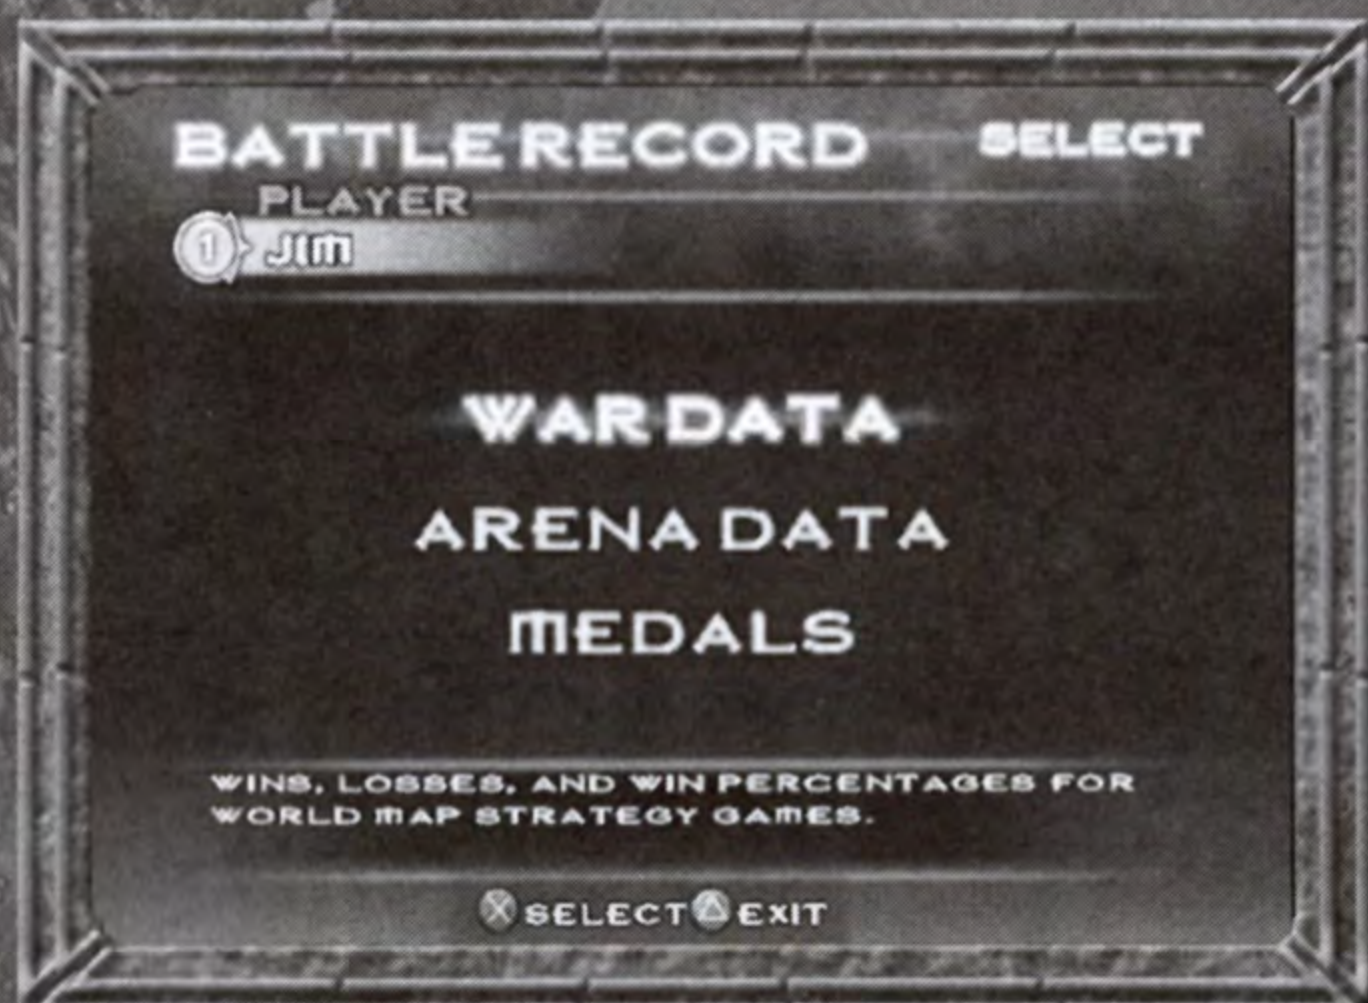 BATTLE RECORD SELECT
PLAYER
1 JIM
WAR DATA
ARENA DATA
MEDALS
WINS, LOSSES, AND WIN PERCENTAGES FOR
WORLD MAP STRATEGY GAMES.
X SELECT △ EXIT